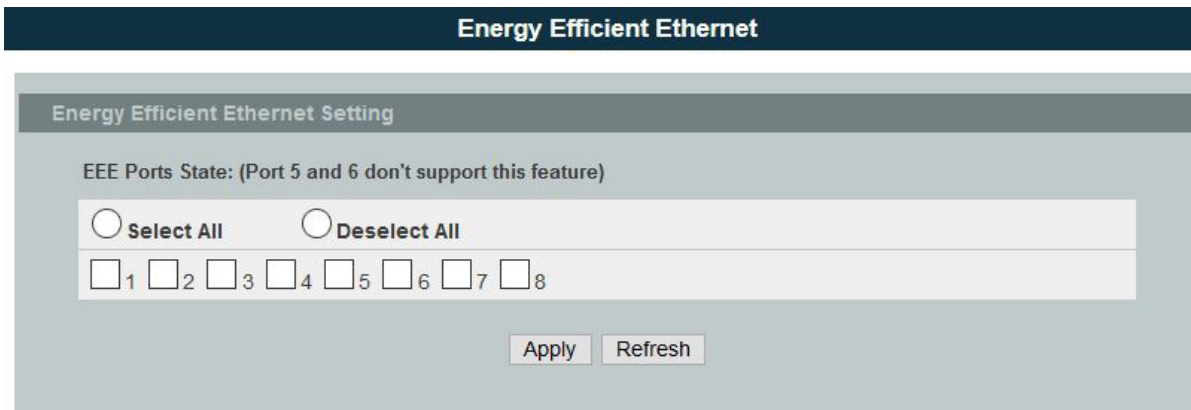 Energy Efficient Ethernet
Energy Efficient Ethernet Setting
EEE Ports State: (Port 5 and 6 don't support this feature)
Select All Deselect All
1 2 3 4 5 6 7 8
Apply Refresh